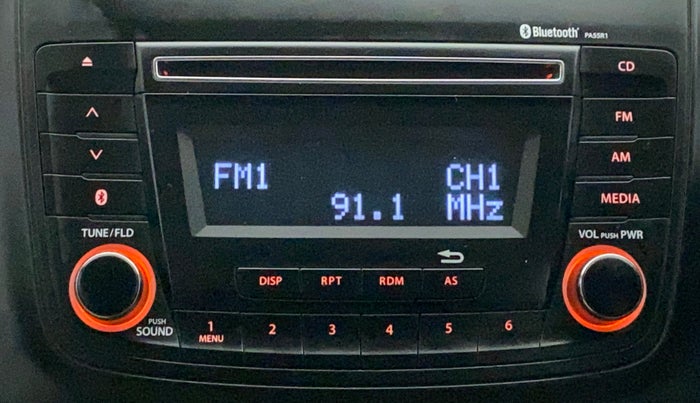 Bluetooth PASSR1
CD
FM
AM
MEDIA
FM1 CH1
91.1 MHz
TUNE/FLD
PUSH
SOUND
VOL PUSH PWR
DISP RPT RDM AS
1 2 3 4 5 6
MENU